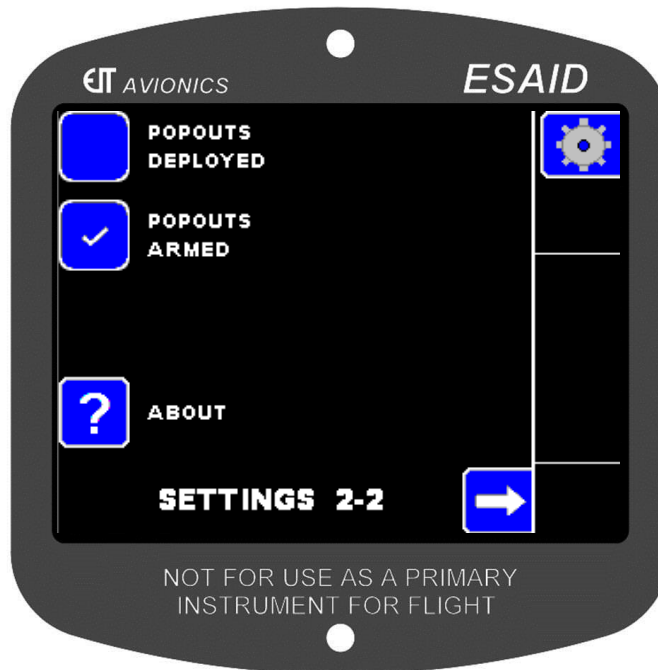 EIT AVIONICS
ESAID
POPOUTS
DEPLOYED
POPOUTS
ARMED
?
ABOUT
SETTINGS 2-2
NOT FOR USE AS A PRIMARY
INSTRUMENT FOR FLIGHT